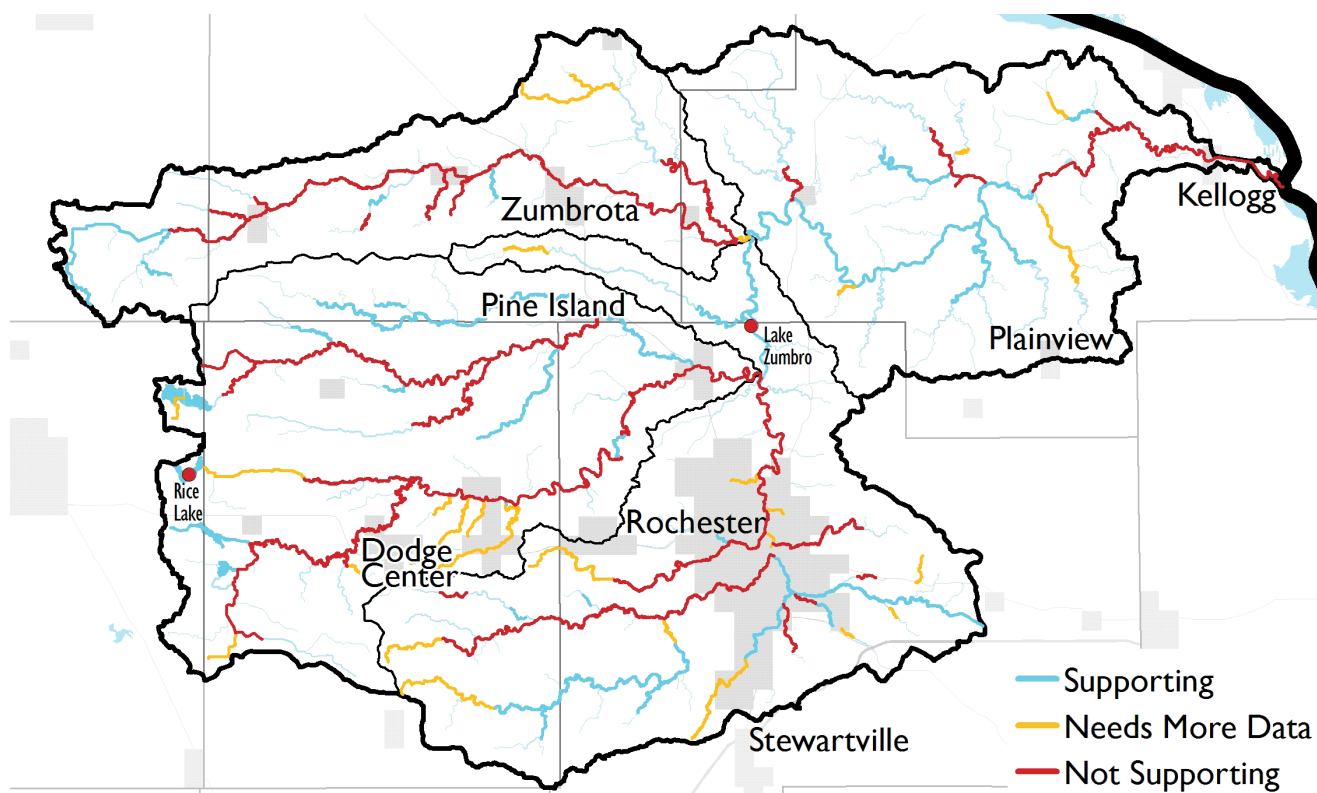 Kellogg
Zumbrota
Pine Island
Lake
Zumbro
Plainview
Rice
Lake
Rochester
Dodge
Center
Stewartville
Supporting
Needs More Data
Not Supporting